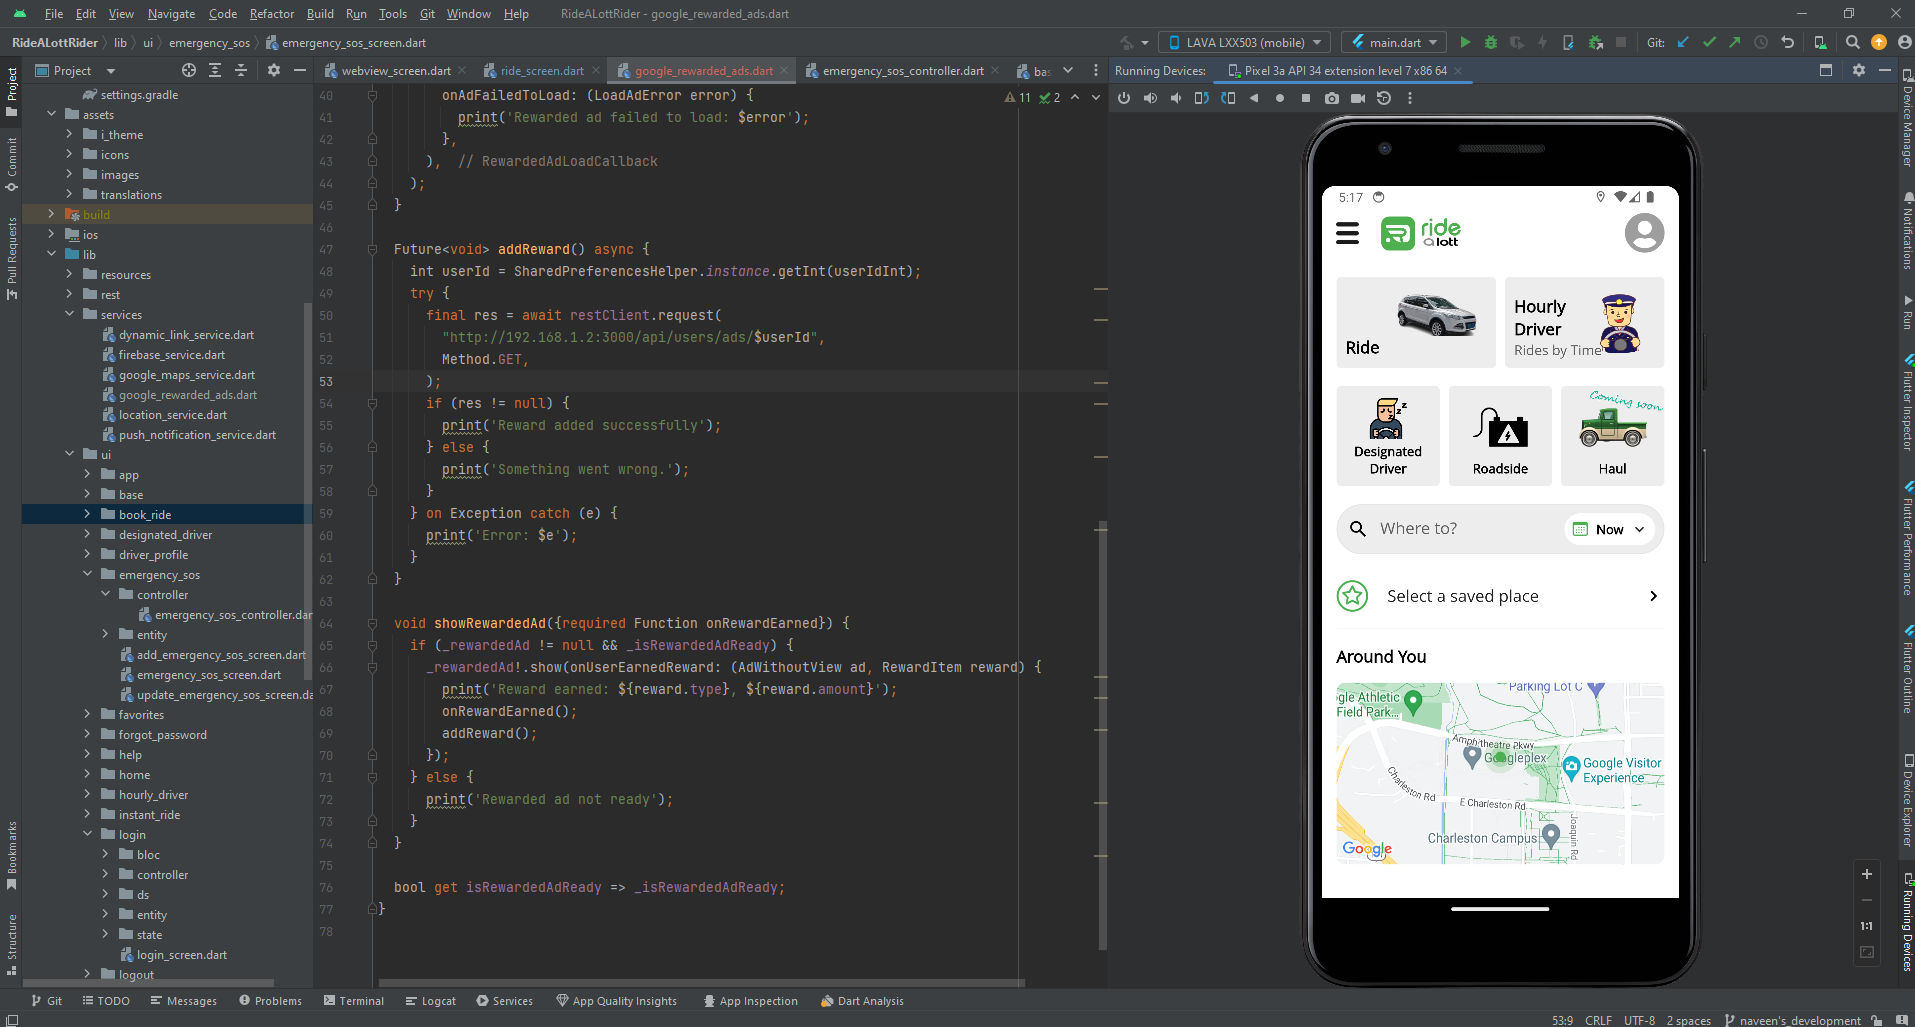 File Edit View Navigate Code Refactor Build Run Tools Git Window Help RideALottRider - google_rewarded_ads.dart
RideALottRider lib ui emergency_sos emergency_sos_screen.dart
LAVA LXX503 (mobile) main.dart Git:
Project
webview_screen.dart ride_screen.dart google_rewarded_ads.dart emergency_sos_controller.dart bas
Running Devices: Pixel 3a API 34 extension level 7 x86 64
Project
Commit
Pull Requests
Bookmarks
Structure
settings.gradle
assets
i_theme
icons
images
translations
build
ios
lib
resources
rest
services
dynamic_link_service.dart
firebase_service.dart
google_maps_service.dart
google_rewarded_ads.dart
location_service.dart
push_notification_service.dart
ui
app
base
book_ride
designated_driver
driver_profile
emergency_sos
controller
emergency_sos_controller.dar
entity
add_emergency_sos_screen.dart
emergency_sos_screen.dart
update_emergency_sos_screen.da
favorites
forgot_password
help
home
hourly_driver
instant_ride
login
bloc
controller
ds
entity
state
login_screen.dart
logout
11 2
40 onAdFailedToLoad: (LoadAdError error) {
41 print('Rewarded ad failed to load: $error');
42 },
43 ), // RewardedAdLoadCallback
44 );
45 }
46
47 Future<void> addReward() async {
48 int userId = SharedPreferencesHelper.instance.getInt(userIdInt);
49 try {
50 final res = await restClient.request(
51 "http://192.168.1.2:3000/api/users/ads/$userId",
52 Method.GET,
53 );
54 if (res != null) {
55 print('Reward added successfully');
56 } else {
57 print('Something went wrong.');
58 }
59 } on Exception catch (e) {
60 print('Error: $e');
61 }
62 }
63
64 void showRewardedAd({required Function onRewardEarned}) {
65 if (_rewardedAd != null && _isRewardedAdReady) {
66 _rewardedAd!.show(onUserEarnedReward: (AdWithoutView ad, RewardItem reward) {
67 print('Reward earned: ${reward.type}, ${reward.amount}');
68 onRewardEarned();
69 addReward();
70 });
71 } else {
72 print('Rewarded ad not ready');
73 }
74 }
75
76 bool get isRewardedAdReady => _isRewardedAdReady;
77 }
78
5:17
ride
a lott
Ride
Hourly
Driver
Rides by Time
Designated
Driver
Roadside
Coming soon
Haul
Where to?
Now
Select a saved place
Around You
Parking Lot C
gle Athletic
Field Park...
Amphitheatre Pkwy
Googleplex
Google Visitor
Experience
Charleston Rd
E Charleston Rd
Charleston Campus
Joaquin Rd
Google
1:1
Device Manager
Notifications
Run
Flutter Inspector
Flutter Performance
Flutter Outline
Device Explorer
Running Devices
Git TODO Messages Problems Terminal Logcat Services App Quality Insights App Inspection Dart Analysis
53:9 CRLF UTF-8 2 spaces naveen's_development